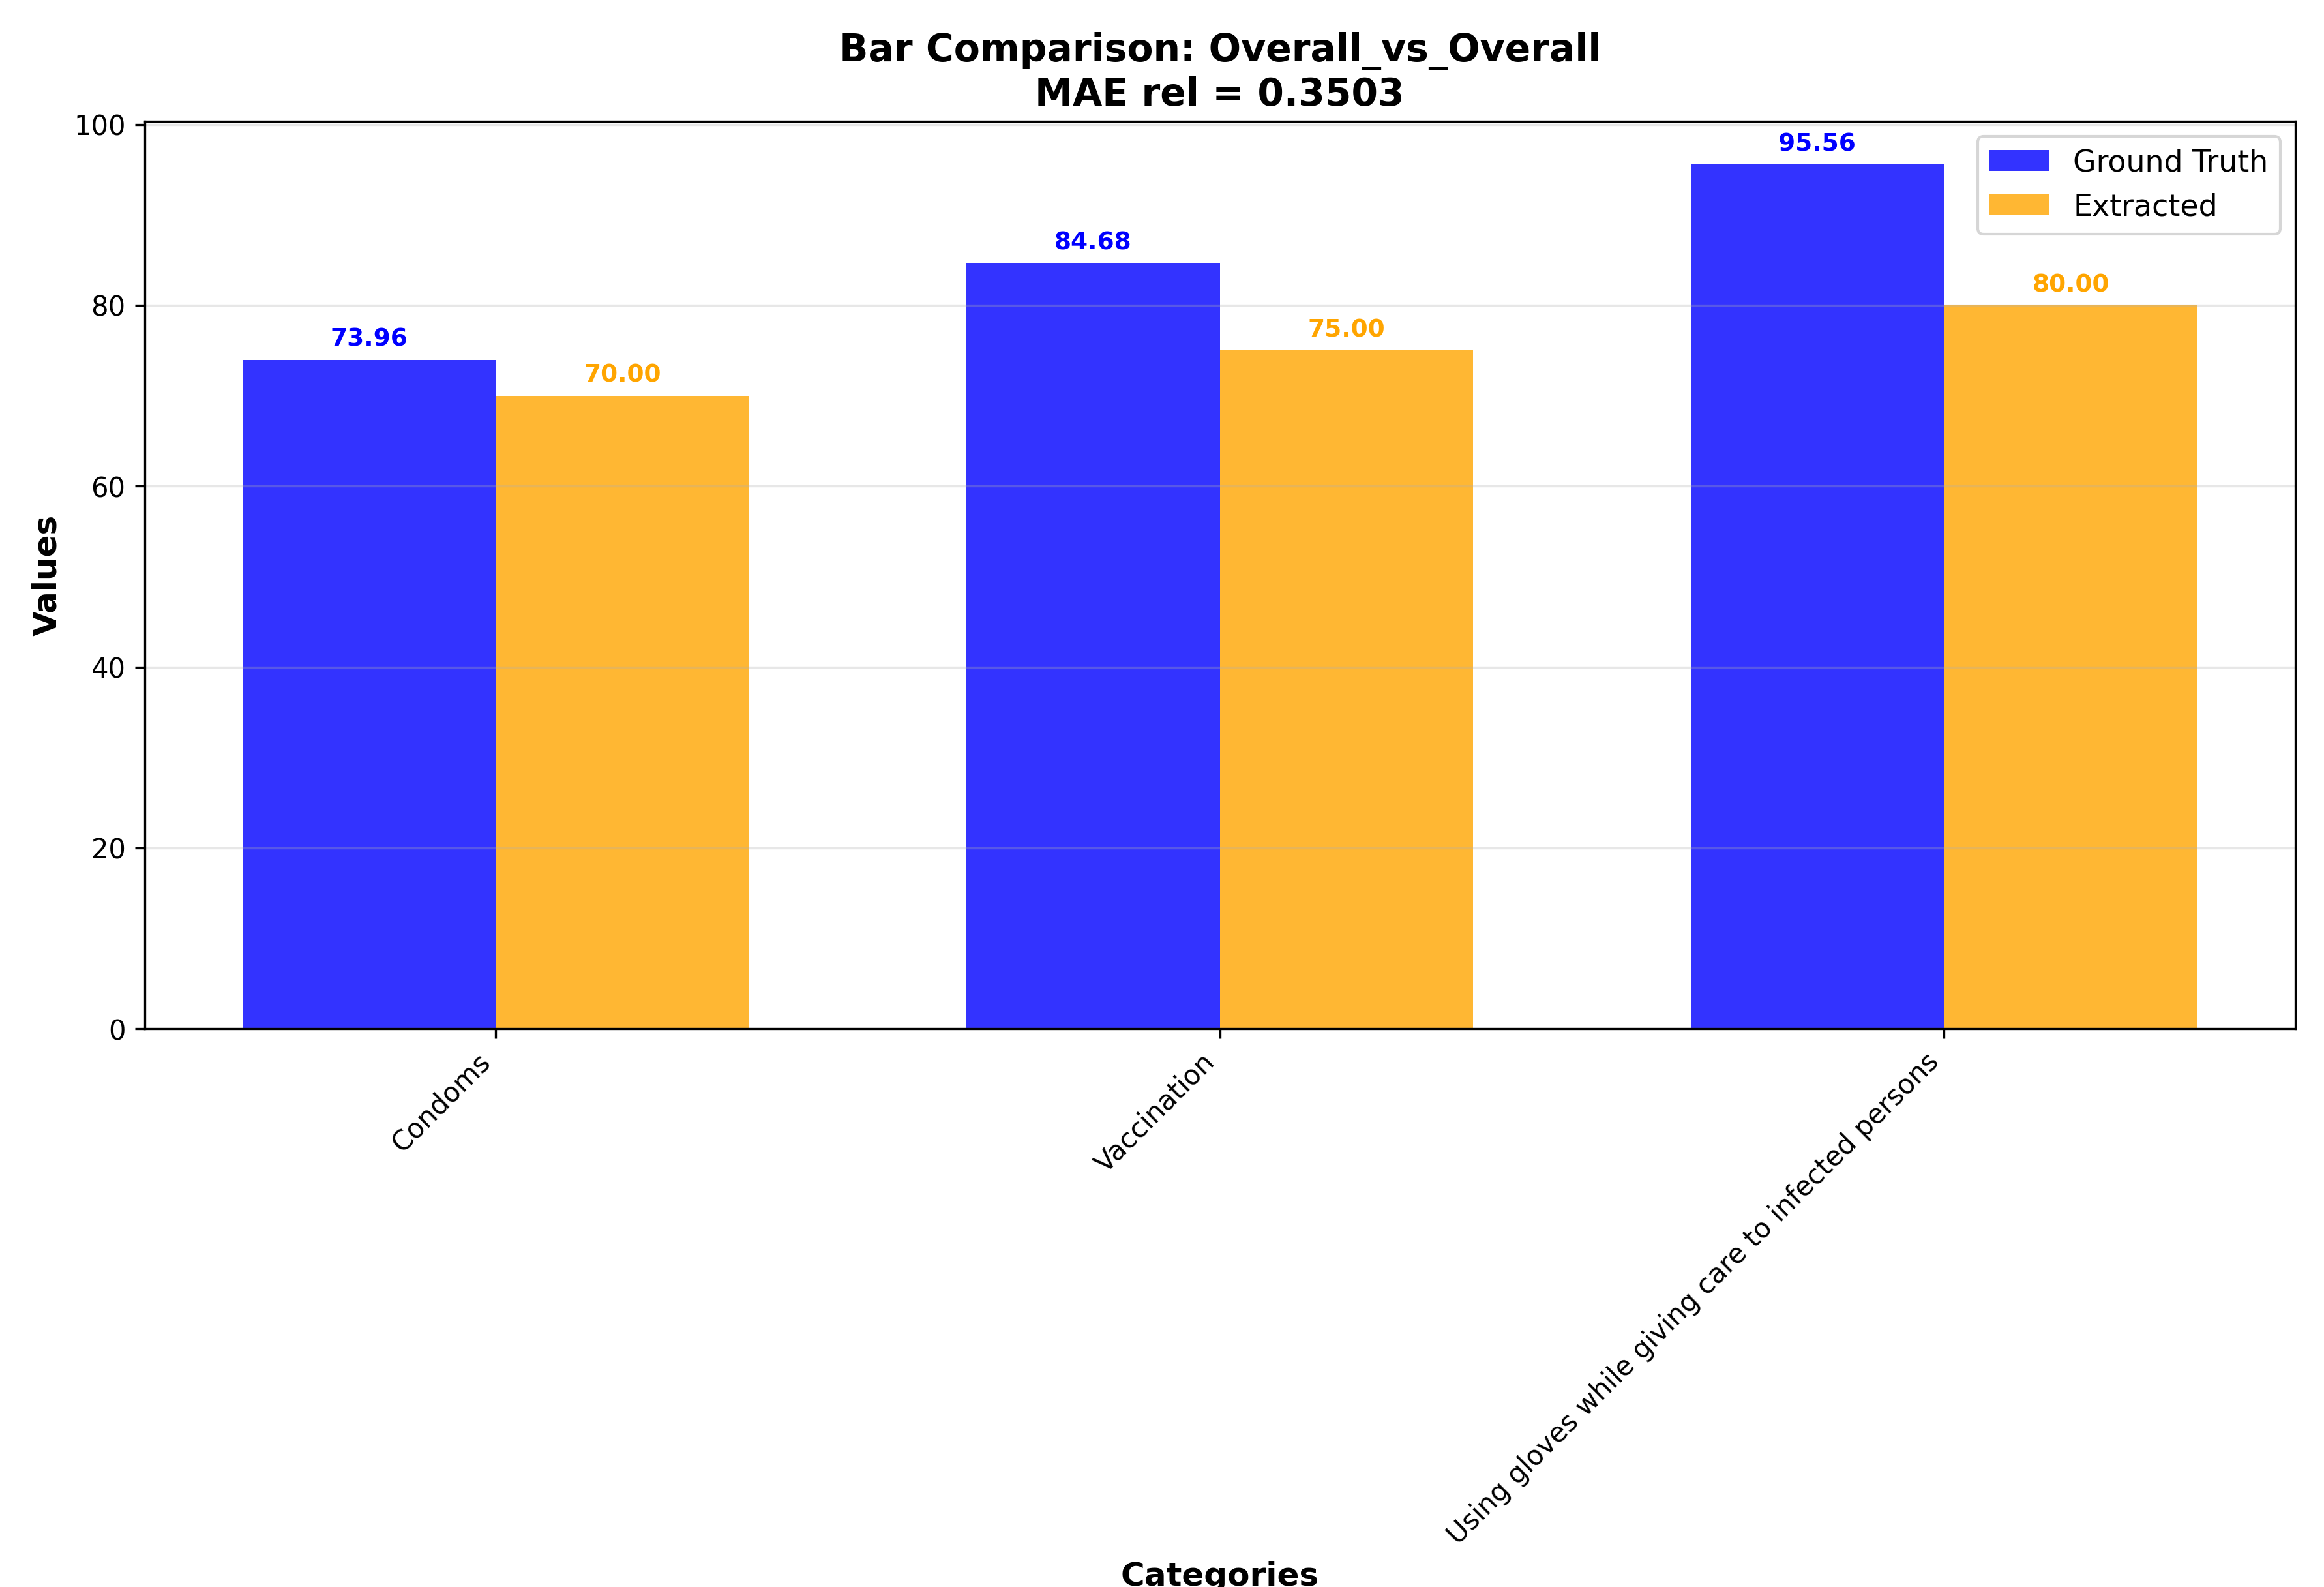 Bar Comparison: Overall_vs_Overall
MAE rel = 0.3503
100
80
60
40
20
0
Values
73.96
70.00
84.68
75.00
95.56
80.00
Ground Truth
Extracted
Condoms
Vaccination
Using gloves while giving care to infected persons
Categories